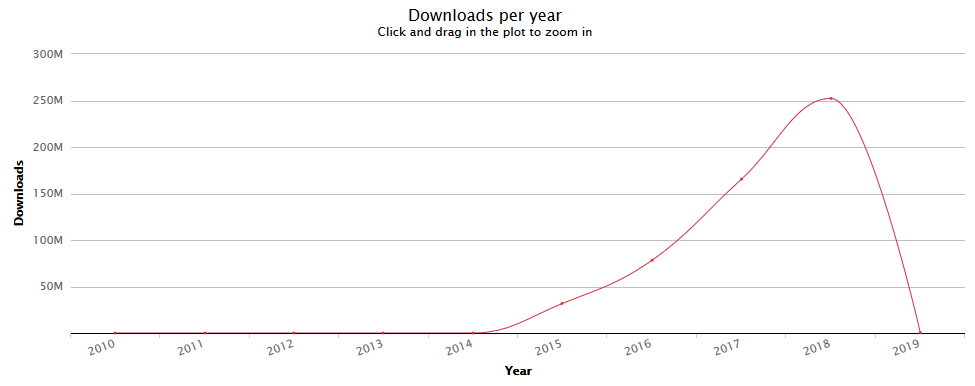 Downloads per year
Click and drag in the plot to zoom in
300M
250M
200M
150M
100M
50M
Downloads
2010 2011 2012 2013 2014 2015 2016 2017 2018 2019
Year